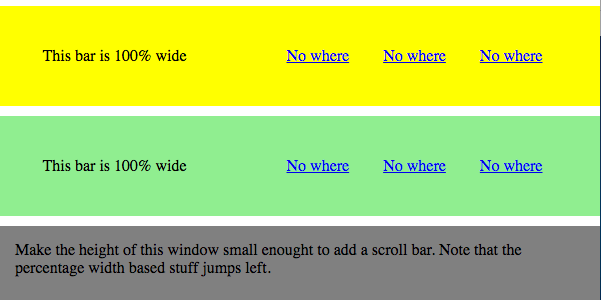 This bar is 100% wide No where No where No where
This bar is 100% wide No where No where No where
Make the height of this window small enought to add a scroll bar. Note that the
percentage width based stuff jumps left.